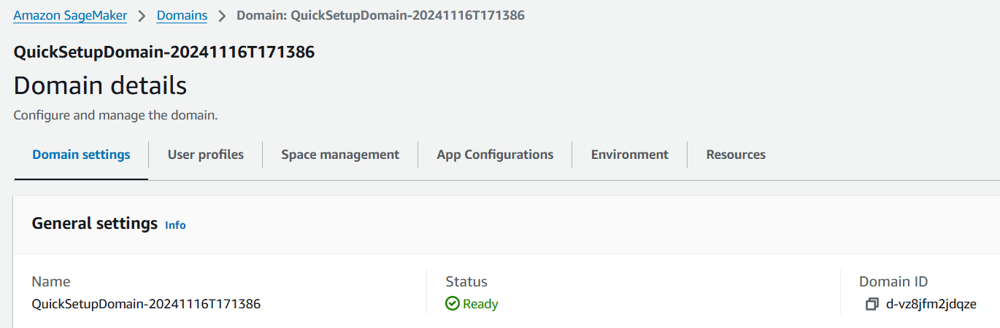 Amazon SageMaker > Domains > Domain: QuickSetupDomain-20241116T171386
QuickSetupDomain-20241116T171386
Domain details
Configure and manage the domain.
Domain settings User profiles Space management App Configurations Environment Resources
General settings Info
Name Status Domain ID
QuickSetupDomain-20241116T171386 Ready d-vz8jfm2jdqze